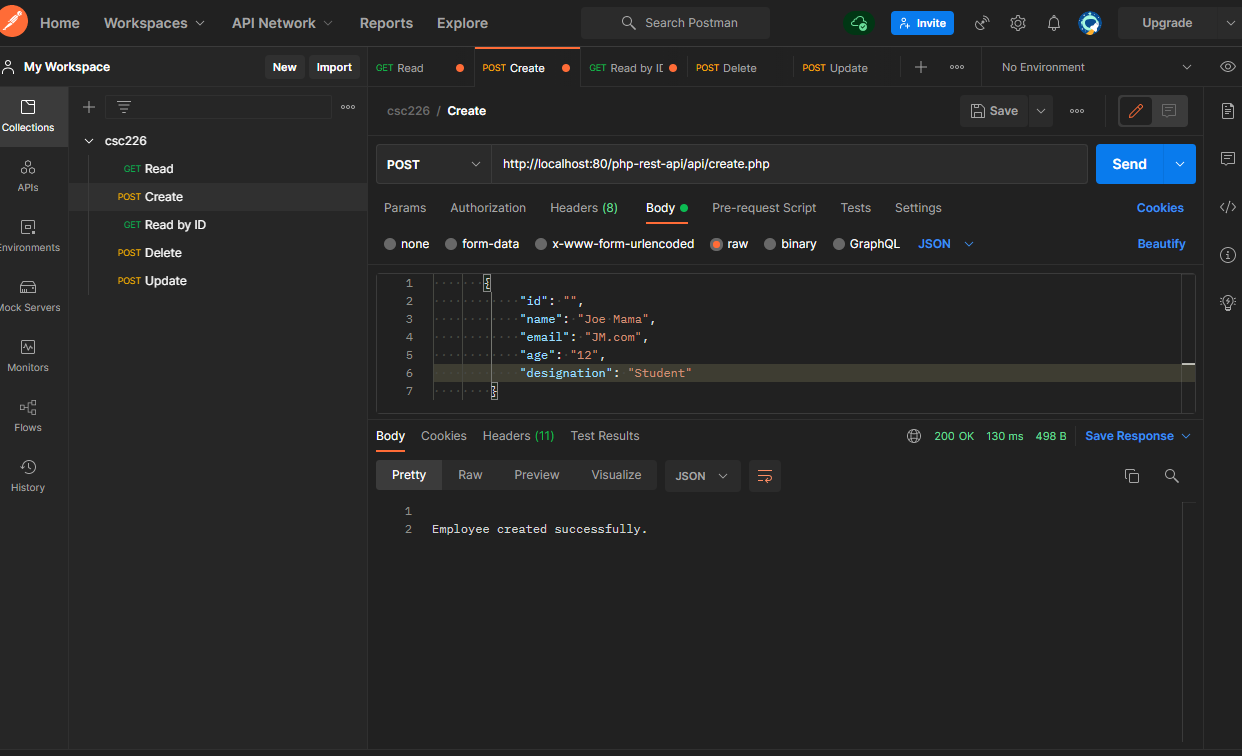 Home Workspaces API Network Reports Explore Search Postman Invite Upgrade
My Workspace New Import
GET Read POST Create GET Read by ID POST Delete POST Update No Environment
Collections
APIs
Environments
Mock Servers
Monitors
Flows
History
csc226
GET Read
POST Create
GET Read by ID
POST Delete
POST Update
csc226 / Create Save
POST http://localhost:80/php-rest-api/api/create.php Send
Params Authorization Headers (8) Body Pre-request Script Tests Settings Cookies
none form-data x-www-form-urlencoded raw binary GraphQL JSON Beautify
1 {
2 "id": "",
3 "name": "Joe Mama",
4 "email": "JM.com",
5 "age": "12",
6 "designation": "Student"
7 }
Body Cookies Headers (11) Test Results 200 OK 130 ms 498 B Save Response
Pretty Raw Preview Visualize JSON
1
2 Employee created successfully.